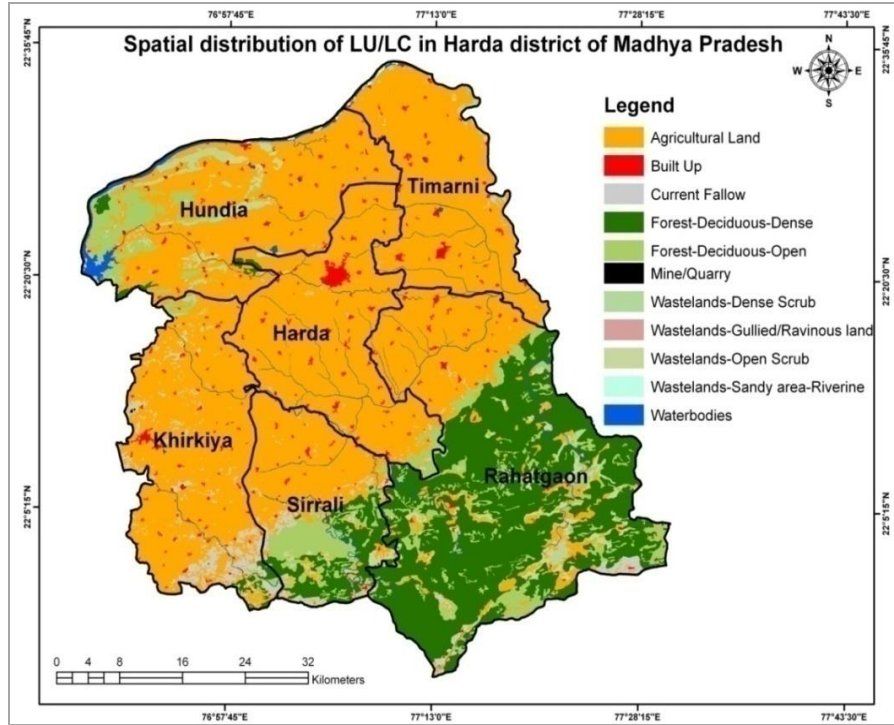 76°57'45"E 77°13'0"E 77°28'15"E 77°43'30"E
Spatial distribution of LU/LC in Harda district of Madhya Pradesh
22°35'45"N
22°35'45"N
N
W E
S
Legend
Agricultural Land
Built Up
Current Fallow
Forest-Deciduous-Dense
Forest-Deciduous-Open
Mine/Quarry
Wastelands-Dense Scrub
Wastelands-Gullied/Ravinous land
Wastelands-Open Scrub
Wastelands-Sandy area-Riverine
Waterbodies
Timarni
Hundia
22°20'30"N
22°20'30"N
Harda
Khirkiya
Rahatgaon
Sirrali
22°5'15"N
22°5'15"N
0 4 8 16 24 32
Kilometers
76°57'45"E 77°13'0"E 77°28'15"E 77°43'30"E